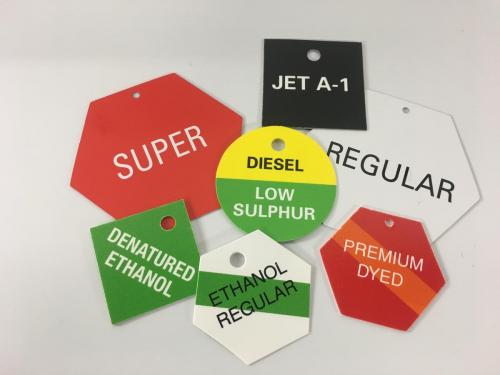 JET A-1
SUPER
REGULAR
DIESEL
LOW
SULPHUR
DENATURED
ETHANOL
ETHANOL
REGULAR
PREMIUM
DYED